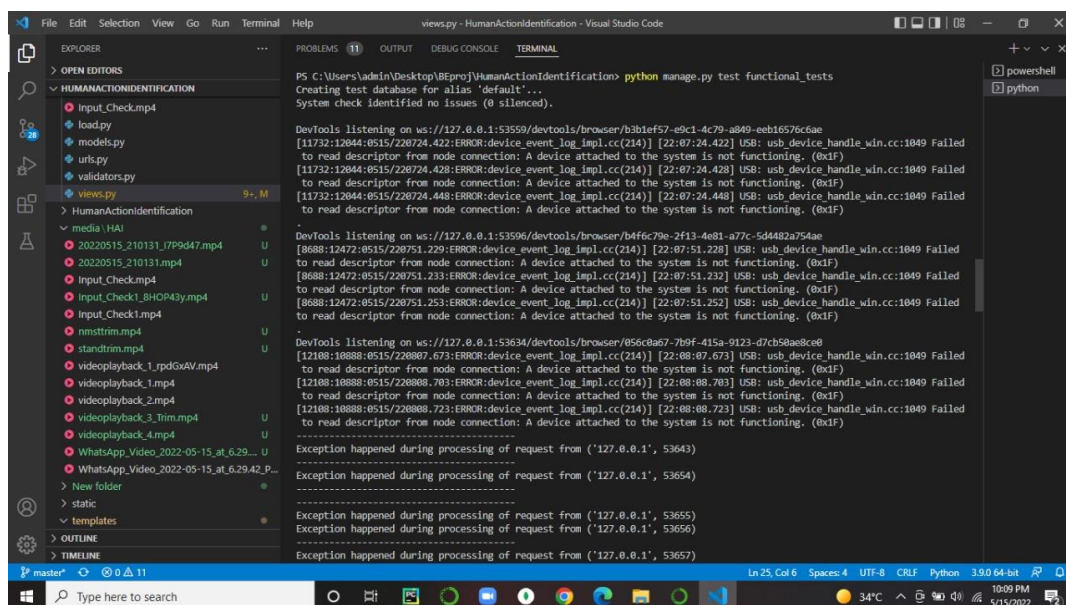 File Edit Selection View Go Run Terminal Help
views.py - HumanActionIdentification - Visual Studio Code
EXPLORER
OPEN EDITORS
HUMANACTIONIDENTIFICATION
Input_Check.mp4
load.py
models.py
urls.py
validators.py
views.py 9+, M
HumanActionIdentification
media \ HAI
20220515_210131_I7P9d47.mp4 U
20220515_210131.mp4 U
Input_Check.mp4
Input_Check1_8HOP43y.mp4 U
Input_Check1.mp4
nmsttrim.mp4 U
standtrim.mp4 U
videoplayback_1_rpdGxAV.mp4
videoplayback_1.mp4
videoplayback_2.mp4
videoplayback_3_Trim.mp4 U
videoplayback_4.mp4 U
WhatsApp_Video_2022-05-15_at_6.29.... U
WhatsApp_Video_2022-05-15_at_6.29.42_P...
New folder
static
templates
OUTLINE
TIMELINE
28
PROBLEMS 11 OUTPUT DEBUG CONSOLE TERMINAL
powershell
python
PS C:\Users\admin\Desktop\BEproj\HumanActionIdentification> python manage.py test functional_tests
Creating test database for alias 'default'...
System check identified no issues (0 silenced).
DevTools listening on ws://127.0.0.1:53559/devtools/browser/b3b1ef57-e9c1-4c79-a849-eeb16576c6ae
[11732:12044:0515/220724.422:ERROR:device_event_log_impl.cc(214)] [22:07:24.422] USB: usb_device_handle_win.cc:1049 Failed
to read descriptor from node connection: A device attached to the system is not functioning. (0x1F)
[11732:12044:0515/220724.428:ERROR:device_event_log_impl.cc(214)] [22:07:24.428] USB: usb_device_handle_win.cc:1049 Failed
to read descriptor from node connection: A device attached to the system is not functioning. (0x1F)
[11732:12044:0515/220724.448:ERROR:device_event_log_impl.cc(214)] [22:07:24.448] USB: usb_device_handle_win.cc:1049 Failed
to read descriptor from node connection: A device attached to the system is not functioning. (0x1F)
.
DevTools listening on ws://127.0.0.1:53596/devtools/browser/b4f6c79e-2f13-4e81-a77c-5d4482a754ae
[8688:12472:0515/220751.229:ERROR:device_event_log_impl.cc(214)] [22:07:51.228] USB: usb_device_handle_win.cc:1049 Failed
to read descriptor from node connection: A device attached to the system is not functioning. (0x1F)
[8688:12472:0515/220751.233:ERROR:device_event_log_impl.cc(214)] [22:07:51.232] USB: usb_device_handle_win.cc:1049 Failed
to read descriptor from node connection: A device attached to the system is not functioning. (0x1F)
[8688:12472:0515/220751.253:ERROR:device_event_log_impl.cc(214)] [22:07:51.252] USB: usb_device_handle_win.cc:1049 Failed
to read descriptor from node connection: A device attached to the system is not functioning. (0x1F)
.
DevTools listening on ws://127.0.0.1:53634/devtools/browser/056c0a67-7b9f-415a-9123-d7cb50ae8ce0
[12108:10888:0515/220807.673:ERROR:device_event_log_impl.cc(214)] [22:08:07.673] USB: usb_device_handle_win.cc:1049 Failed
to read descriptor from node connection: A device attached to the system is not functioning. (0x1F)
[12108:10888:0515/220808.703:ERROR:device_event_log_impl.cc(214)] [22:08:08.703] USB: usb_device_handle_win.cc:1049 Failed
to read descriptor from node connection: A device attached to the system is not functioning. (0x1F)
[12108:10888:0515/220808.723:ERROR:device_event_log_impl.cc(214)] [22:08:08.723] USB: usb_device_handle_win.cc:1049 Failed
to read descriptor from node connection: A device attached to the system is not functioning. (0x1F)
----------------------------------------
Exception happened during processing of request from ('127.0.0.1', 53643)
----------------------------------------
Exception happened during processing of request from ('127.0.0.1', 53654)
----------------------------------------
----------------------------------------
Exception happened during processing of request from ('127.0.0.1', 53655)
Exception happened during processing of request from ('127.0.0.1', 53656)
----------------------------------------
Exception happened during processing of request from ('127.0.0.1', 53657)
master* 0 11
Ln 25, Col 6 Spaces: 4 UTF-8 CRLF Python 3.9.0 64-bit
Type here to search
34°C
10:09 PM
5/15/2022
2